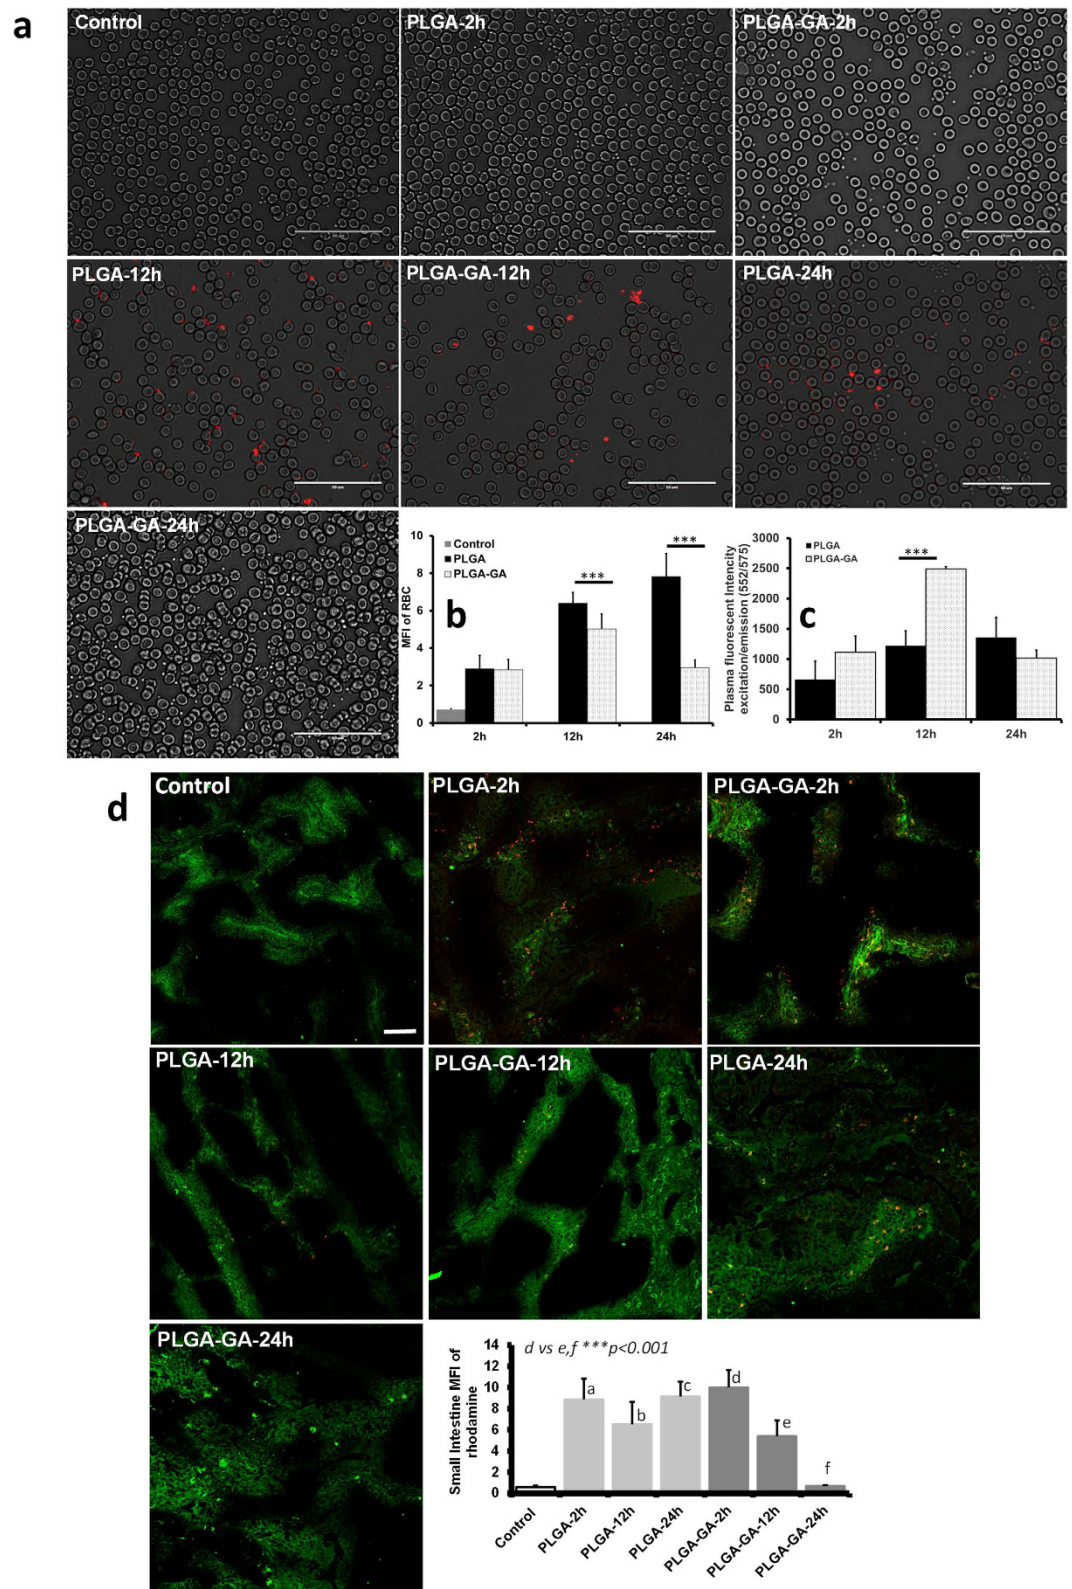 a
Control
PLGA-2h
PLGA-GA-2h
PLGA-12h
PLGA-GA-12h
PLGA-24h
PLGA-GA-24h
b
MFI of RBC
10
8
6
4
2
0
Control
PLGA
PLGA-GA
***
***
2h
12h
24h
c
Plasma fluorescent Intencity
excitation/emission (552/575)
3000
2500
2000
1500
1000
500
0
PLGA
PLGA-GA
***
2h
12h
24h
d
Control
PLGA-2h
PLGA-GA-2h
PLGA-12h
PLGA-GA-12h
PLGA-24h
PLGA-GA-24h
Small Intestine MFI of
rhodamine
14
12
10
8
6
4
2
0
d vs e,f ***p<0.001
a
b
c
d
e
f
Control
PLGA-2h
PLGA-12h
PLGA-24h
PLGA-GA-2h
PLGA-GA-12h
PLGA-GA-24h